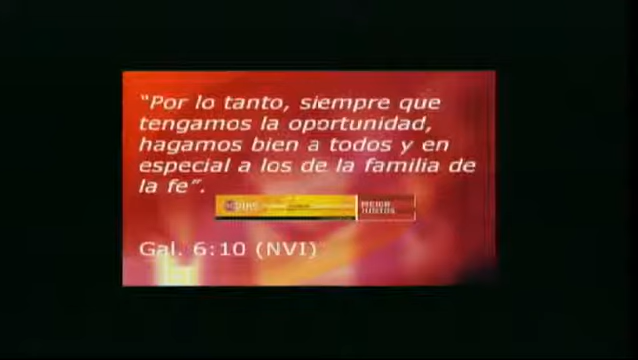 “Por lo tanto, siempre que
tengamos la oportunidad,
hagamos bien a todos y en
especial a los de la familia de
la fe”.
MEJOR
JUNTOS
Gal. 6:10 (NVI)